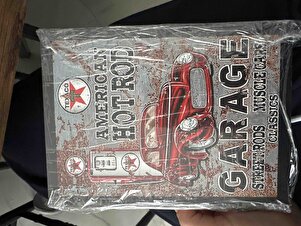 TEXACO
AMERICAN
HOT-ROD
GARAGE
STREET RODS MUSCLE CARS
CLASSICS